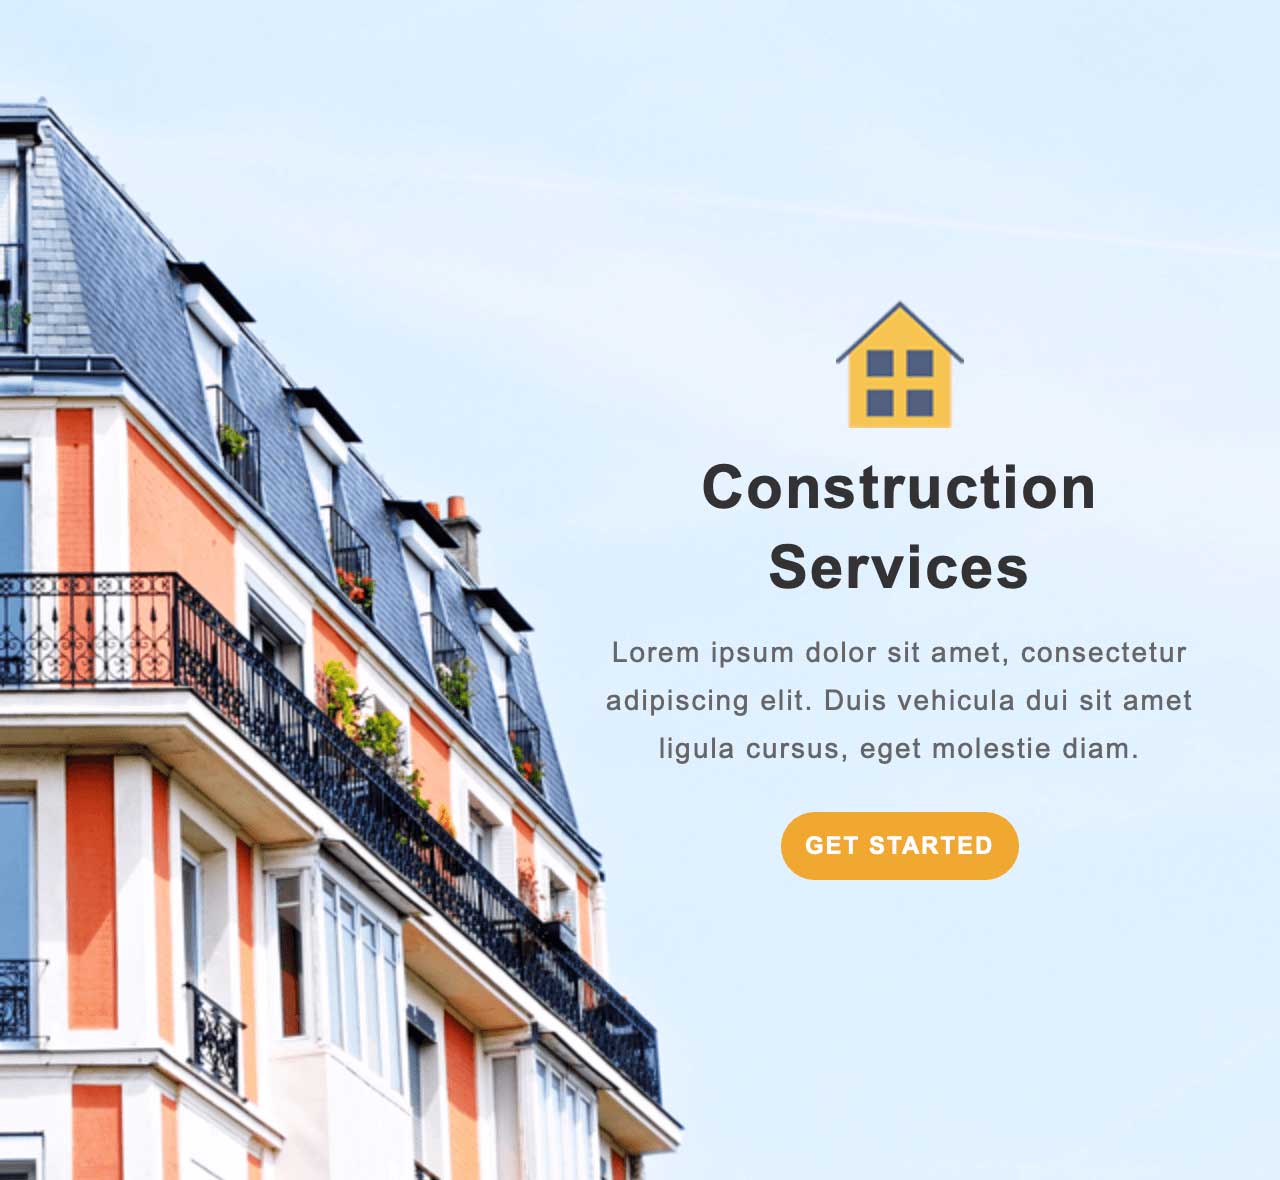 Construction
Services
Lorem ipsum dolor sit amet, consectetur
adipiscing elit. Duis vehicula dui sit amet
ligula cursus, eget molestie diam.
GET STARTED